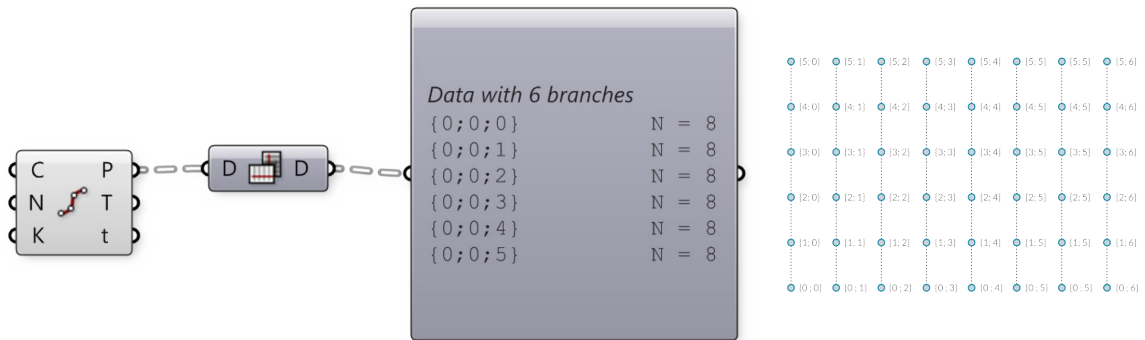 C P
N T
K t
D D
Data with 6 branches
{0;0;0} N = 8
{0;0;1} N = 8
{0;0;2} N = 8
{0;0;3} N = 8
{0;0;4} N = 8
{0;0;5} N = 8
{5;0} {5;1} {5;2} {5;3} {5;4} {5;5} {5;5} {5;6}
{4;0} {4;1} {4;2} {4;3} {4;4} {4;5} {4;5} {4;6}
{3:0} {3;1} {3;2} {3;3} {3;4} {3;5} {3;5} {3;6}
{2:0} {2;1} {2;2} {2;3} {2;4} {2;5} {2;5} {2;6}
{1:0} {1;1} {1;2} {1;3} {1;4} {1;5} {1;5} {1;6}
{0;0} {0;1} {0;2} {0;3} {0;4} {0;5} {0;5} {0;6}